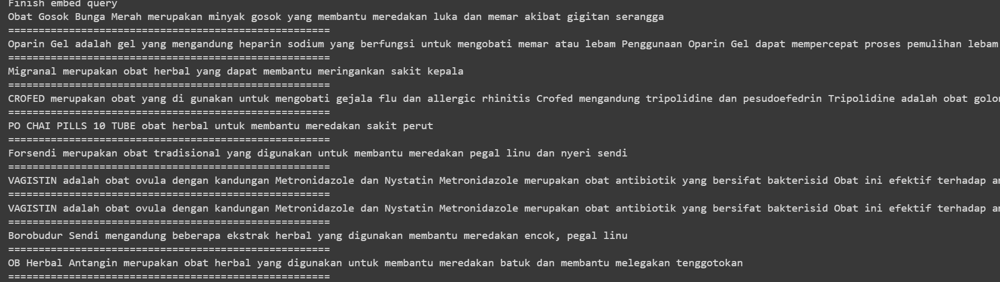 Finish embed query
Obat Gosok Bunga Merah merupakan minyak gosok yang membantu meredakan luka dan memar akibat gigitan serangga
=====================================================
Oparin Gel adalah gel yang mengandung heparin sodium yang berfungsi untuk mengobati memar atau lebam Penggunaan Oparin Gel dapat mempercepat proses pemulihan lebam
=====================================================
Migranal merupakan obat herbal yang dapat membantu meringankan sakit kepala
=====================================================
CROFED merupakan obat yang di gunakan untuk mengobati gejala flu dan allergic rhinitis Crofed mengandung tripolidine dan pesudoefedrin Tripolidine adalah obat
=====================================================
PO CHAI PILLS 10 TUBE obat herbal untuk membantu meredakan sakit perut
=====================================================
Forsendi merupakan obat tradisional yang digunakan untuk membantu meredakan pegal linu dan nyeri sendi
=====================================================
VAGISTIN adalah obat ovula dengan kandungan Metronidazole dan Nystatin Metronidazole merupakan obat antibiotik yang bersifat bakterisid Obat ini efektif terhadap
=====================================================
VAGISTIN adalah obat ovula dengan kandungan Metronidazole dan Nystatin Metronidazole merupakan obat antibiotik yang bersifat bakterisid Obat ini efektif terhadap
=====================================================
Borobudur Sendi mengandung beberapa ekstrak herbal yang digunakan membantu meredakan encok, pegal linu
=====================================================
OB Herbal Antangin merupakan obat herbal yang digunakan untuk membantu meredakan batuk dan membantu melegakan tenggotokan
=====================================================